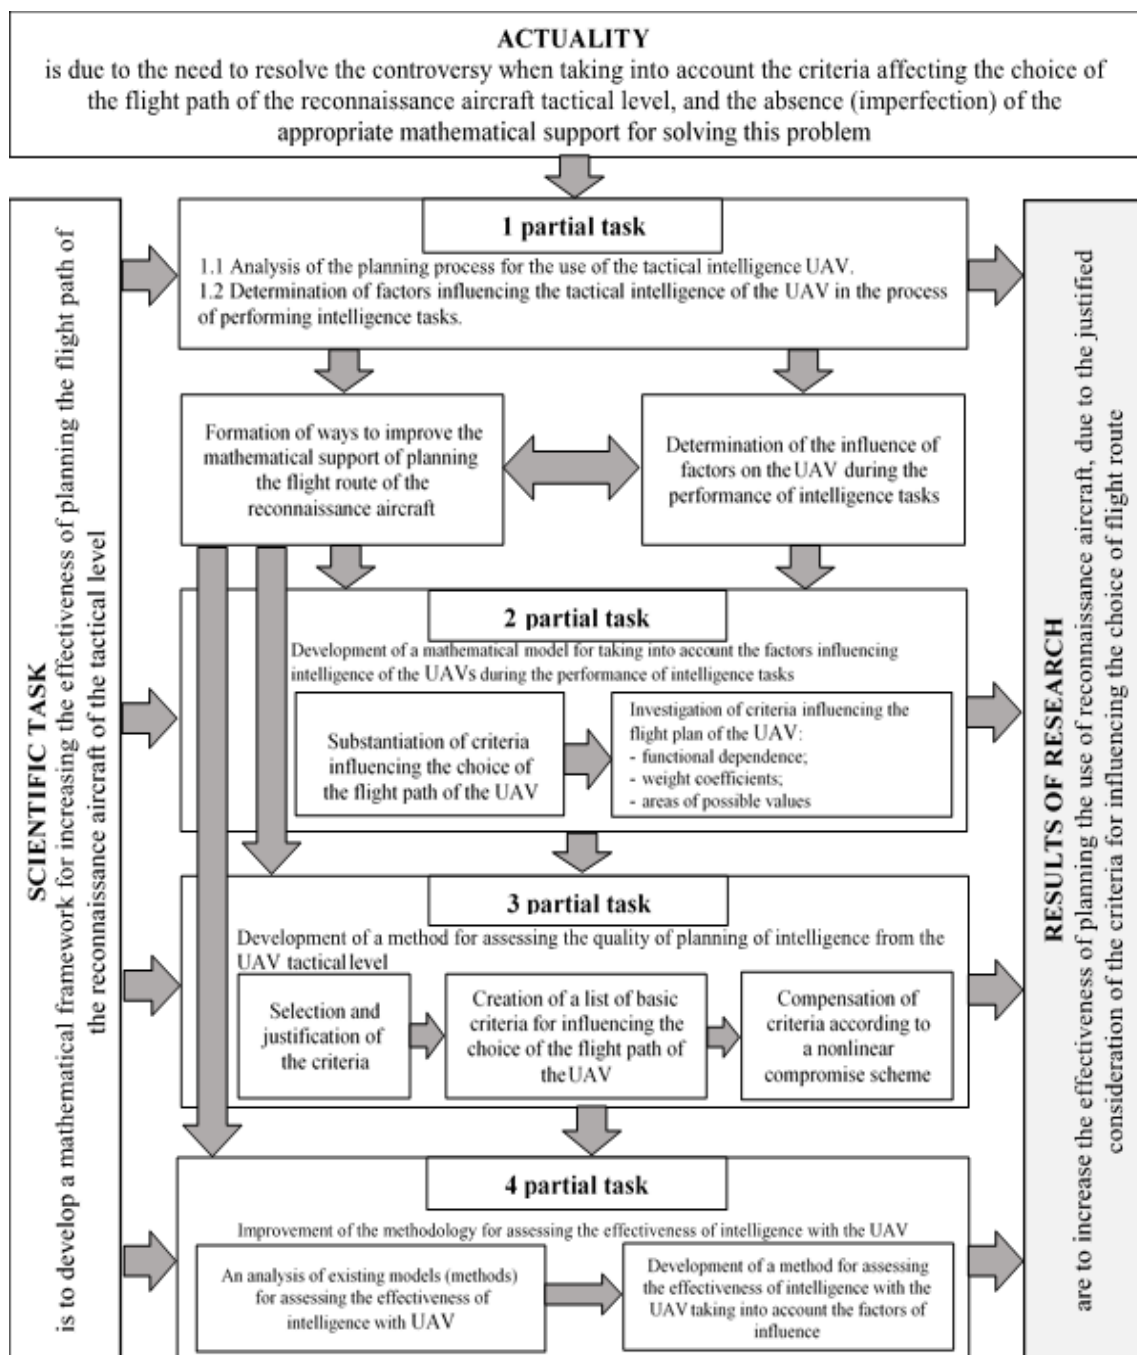 ACTUALITY
is due to the need to resolve the controversy when taking into account the criteria affecting the choice of
the flight path of the reconnaissance aircraft tactical level, and the absence (imperfection) of the
appropriate mathematical support for solving this problem
SCIENTIFIC TASK
is to develop a mathematical framework for increasing the effectiveness of planning the flight path of
the reconnaissance aircraft of the tactical level
1 partial task
1.1 Analysis of the planning process for the use of the tactical intelligence UAV.
1.2 Determination of factors influencing the tactical intelligence of the UAV in the process
of performing intelligence tasks.
Formation of ways to improve the
mathematical support of planning
the flight route of the
reconnaissance aircraft
Determination of the influence of
factors on the UAV during the
performance of intelligence tasks
2 partial task
Development of a mathematical model for taking into account the factors influencing
intelligence of the UAVs during the performance of intelligence tasks
Substantiation of criteria
influencing the choice of
the flight path of the UAV
Investigation of criteria influencing the
flight plan of the UAV:
- functional dependence;
- weight coefficients;
- areas of possible values
3 partial task
Development of a method for assessing the quality of planning of intelligence from the
UAV tactical level
Selection and
justification of
the criteria
Creation of a list of basic
criteria for influencing the
choice of the flight path of
the UAV
Compensation of
criteria according to
a nonlinear
compromise scheme
4 partial task
Improvement of the methodology for assessing the effectiveness of intelligence with the UAV
An analysis of existing models (methods)
for assessing the effectiveness of
intelligence with UAV
Development of a method for assessing
the effectiveness of intelligence with the
UAV taking into account the factors of
influence
RESULTS OF RESEARCH
are to increase the effectiveness of planning the use of reconnaissance aircraft, due to the justified
consideration of the criteria for influencing the choice of flight route